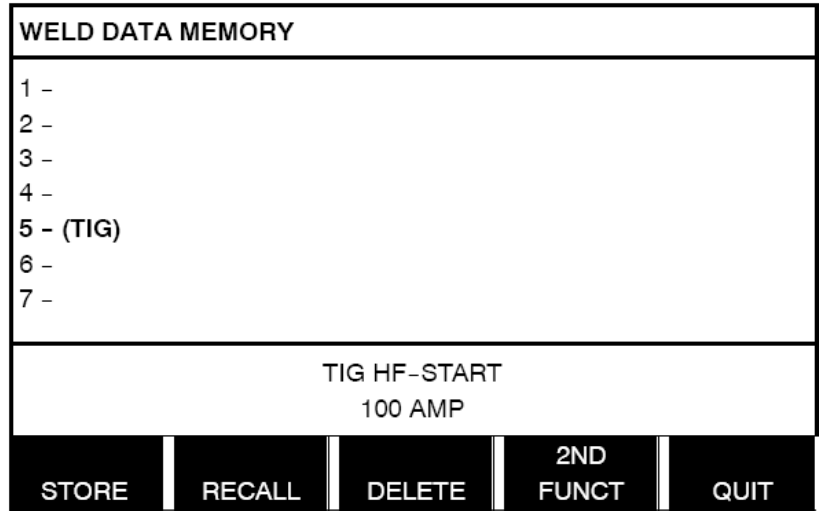 WELD DATA MEMORY
1 -
2 -
3 -
4 -
5 - (TIG)
6 -
7 -
TIG HF-START
100 AMP
STORE RECALL DELETE 2ND FUNCT QUIT